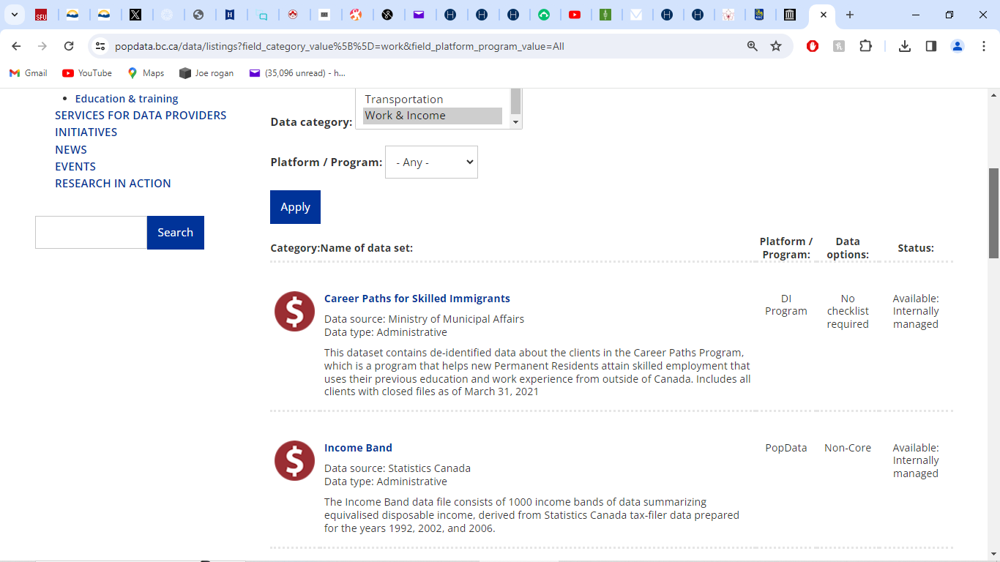 SFU
X
H
H
H
H
H
H
RBC
popdata.bc.ca/data/listings?field_category_value%5B%5D=work&field_platform_program_value=All
Gmail
YouTube
Maps
Joe rogan
(35,096 unread) - h...
Education & training
SERVICES FOR DATA PROVIDERS
INITIATIVES
NEWS
EVENTS
RESEARCH IN ACTION
Search
Transportation
Data category:
Work & Income
Platform / Program:
- Any -
Apply
Category:Name of data set:
Platform /
Program:
Data
options:
Status:
$
Career Paths for Skilled Immigrants
Data source: Ministry of Municipal Affairs
Data type: Administrative
This dataset contains de-identified data about the clients in the Career Paths Program,
which is a program that helps new Permanent Residents attain skilled employment that
uses their previous education and work experience from outside of Canada. Includes all
clients with closed files as of March 31, 2021
DI
Program
No
checklist
required
Available:
Internally
managed
$
Income Band
Data source: Statistics Canada
Data type: Administrative
The Income Band data file consists of 1000 income bands of data summarizing
equivalised disposable income, derived from Statistics Canada tax-filer data prepared
for the years 1992, 2002, and 2006.
PopData
Non-Core
Available:
Internally
managed